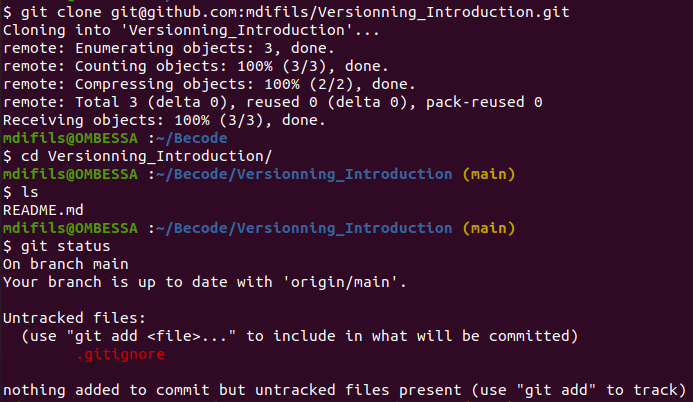 $ git clone git@github.com:mdifils/Versionning_Introduction.git
Cloning into 'Versionning_Introduction'...
remote: Enumerating objects: 3, done.
remote: Counting objects: 100% (3/3), done.
remote: Compressing objects: 100% (2/2), done.
remote: Total 3 (delta 0), reused 0 (delta 0), pack-reused 0
Receiving objects: 100% (3/3), done.
mdifils@OMBESSA :~/Becode
$ cd Versionning_Introduction/
mdifils@OMBESSA :~/Becode/Versionning_Introduction (main)
$ ls
README.md
mdifils@OMBESSA :~/Becode/Versionning_Introduction (main)
$ git status
On branch main
Your branch is up to date with 'origin/main'.

Untracked files:
  (use "git add <file>..." to include in what will be committed)
        .gitignore

nothing added to commit but untracked files present (use "git add" to track)